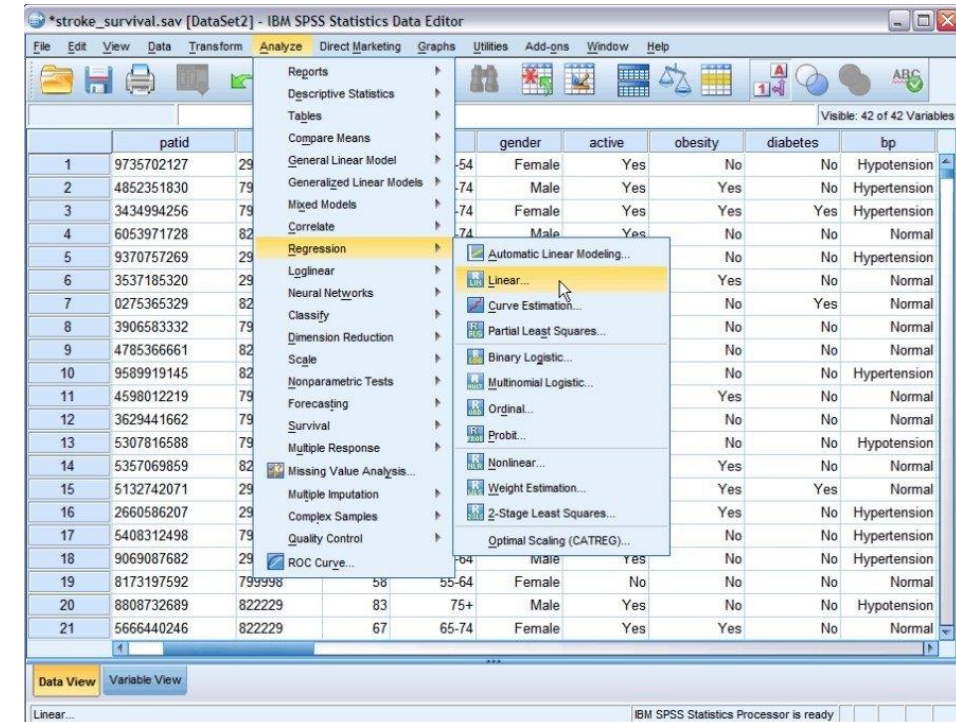 *stroke_survival.sav [DataSet2] - IBM SPSS Statistics Data Editor
File Edit View Data Transform Analyze Direct Marketing Graphs Utilities Add-ons Window Help
Visible: 42 of 42 Variables
patid gender active obesity diabetes bp
1 9735702127 29 -54 Female Yes No No Hypotension
2 4852351830 79 -74 Male Yes Yes No Hypertension
3 3434994256 79 -74 Female Yes Yes Yes Hypertension
4 6053971728 82 -74 Male Yes No No Normal
5 9370757269 29 No No Hypertension
6 3537185320 29 Yes No Hypertension
7 0275365329 82 No Yes Normal
8 3906583332 79 No No Normal
9 4785366661 82 No No Normal
10 9589919145 82 No No Hypertension
11 4598012219 79 Yes No Normal
12 3629441662 79 No No Normal
13 5307816588 79 No No Hypotension
14 5357069859 82 Yes No Normal
15 5132742071 29 Yes Yes Normal
16 2660586207 29 Yes No Hypertension
17 5408312498 79 No No Hypertension
18 9069087682 29 -64 Male Yes No No Hypertension
19 8173197592 799998 58 55-64 Female No No No Normal
20 8808732689 822229 83 75+ Male Yes No No Hypotension
21 5666440246 822229 67 65-74 Female Yes Yes No Normal
Reports
Descriptive Statistics
Tables
Compare Means
General Linear Model
Generalized Linear Models
Mixed Models
Correlate
Regression
Loglinear
Neural Networks
Classify
Dimension Reduction
Scale
Nonparametric Tests
Forecasting
Survival
Multiple Response
Missing Value Analysis...
Multiple Imputation
Complex Samples
Quality Control
ROC Curve...
Automatic Linear Modeling...
Linear...
Curve Estimation...
Partial Least Squares...
Binary Logistic...
Multinomial Logistic...
Ordinal...
Probit...
Nonlinear...
Weight Estimation...
2-Stage Least Squares...
Optimal Scaling (CATREG)...
Data View Variable View
Linear... IBM SPSS Statistics Processor is ready